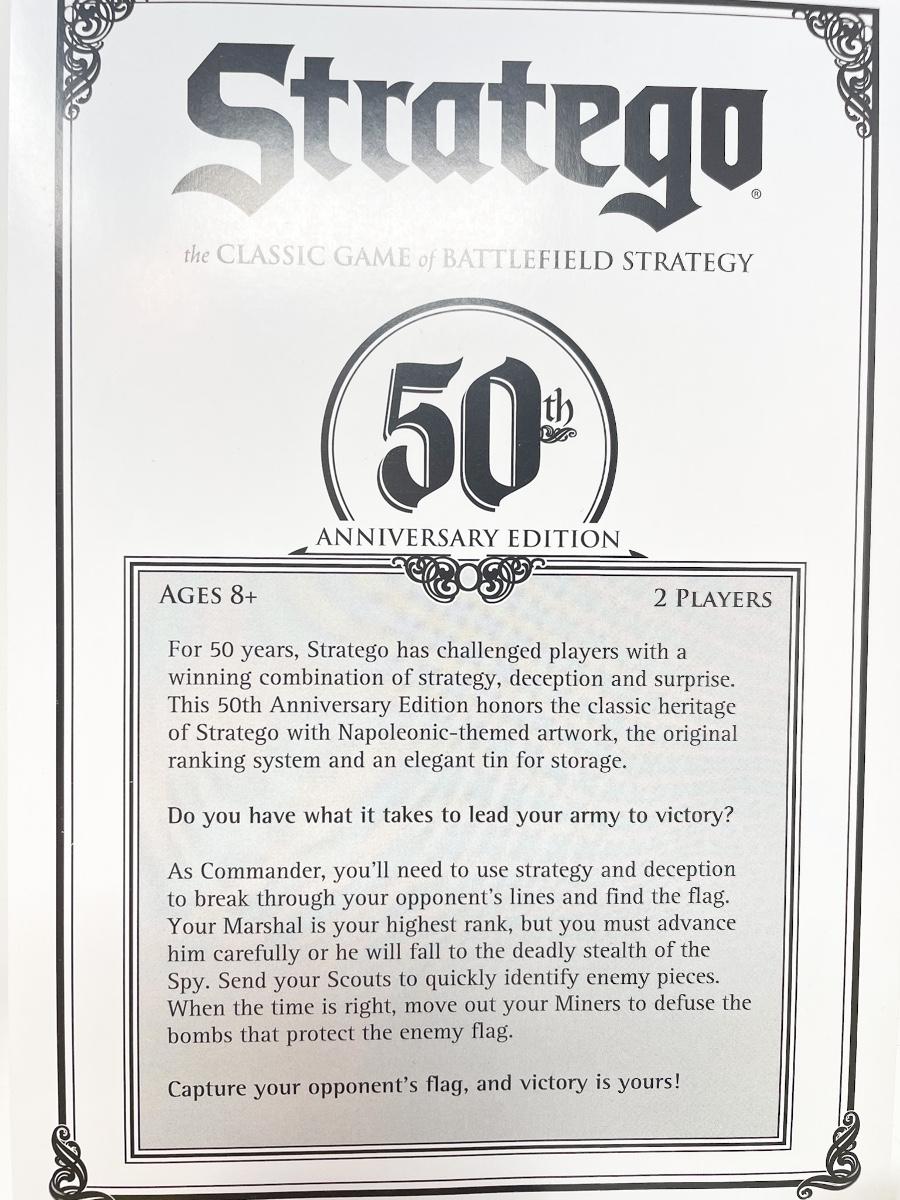 Stratego®
the CLASSIC GAME of BATTLEFIELD STRATEGY
50th
ANNIVERSARY EDITION
AGES 8+
2 PLAYERS
For 50 years, Stratego has challenged players with a
winning combination of strategy, deception and surprise.
This 50th Anniversary Edition honors the classic heritage
of Stratego with Napoleonic-themed artwork, the original
ranking system and an elegant tin for storage.
Do you have what it takes to lead your army to victory?
As Commander, you'll need to use strategy and deception
to break through your opponent's lines and find the flag.
Your Marshal is your highest rank, but you must advance
him carefully or he will fall to the deadly stealth of the
Spy. Send your Scouts to quickly identify enemy pieces.
When the time is right, move out your Miners to defuse the
bombs that protect the enemy flag.
Capture your opponent's flag, and victory is yours!